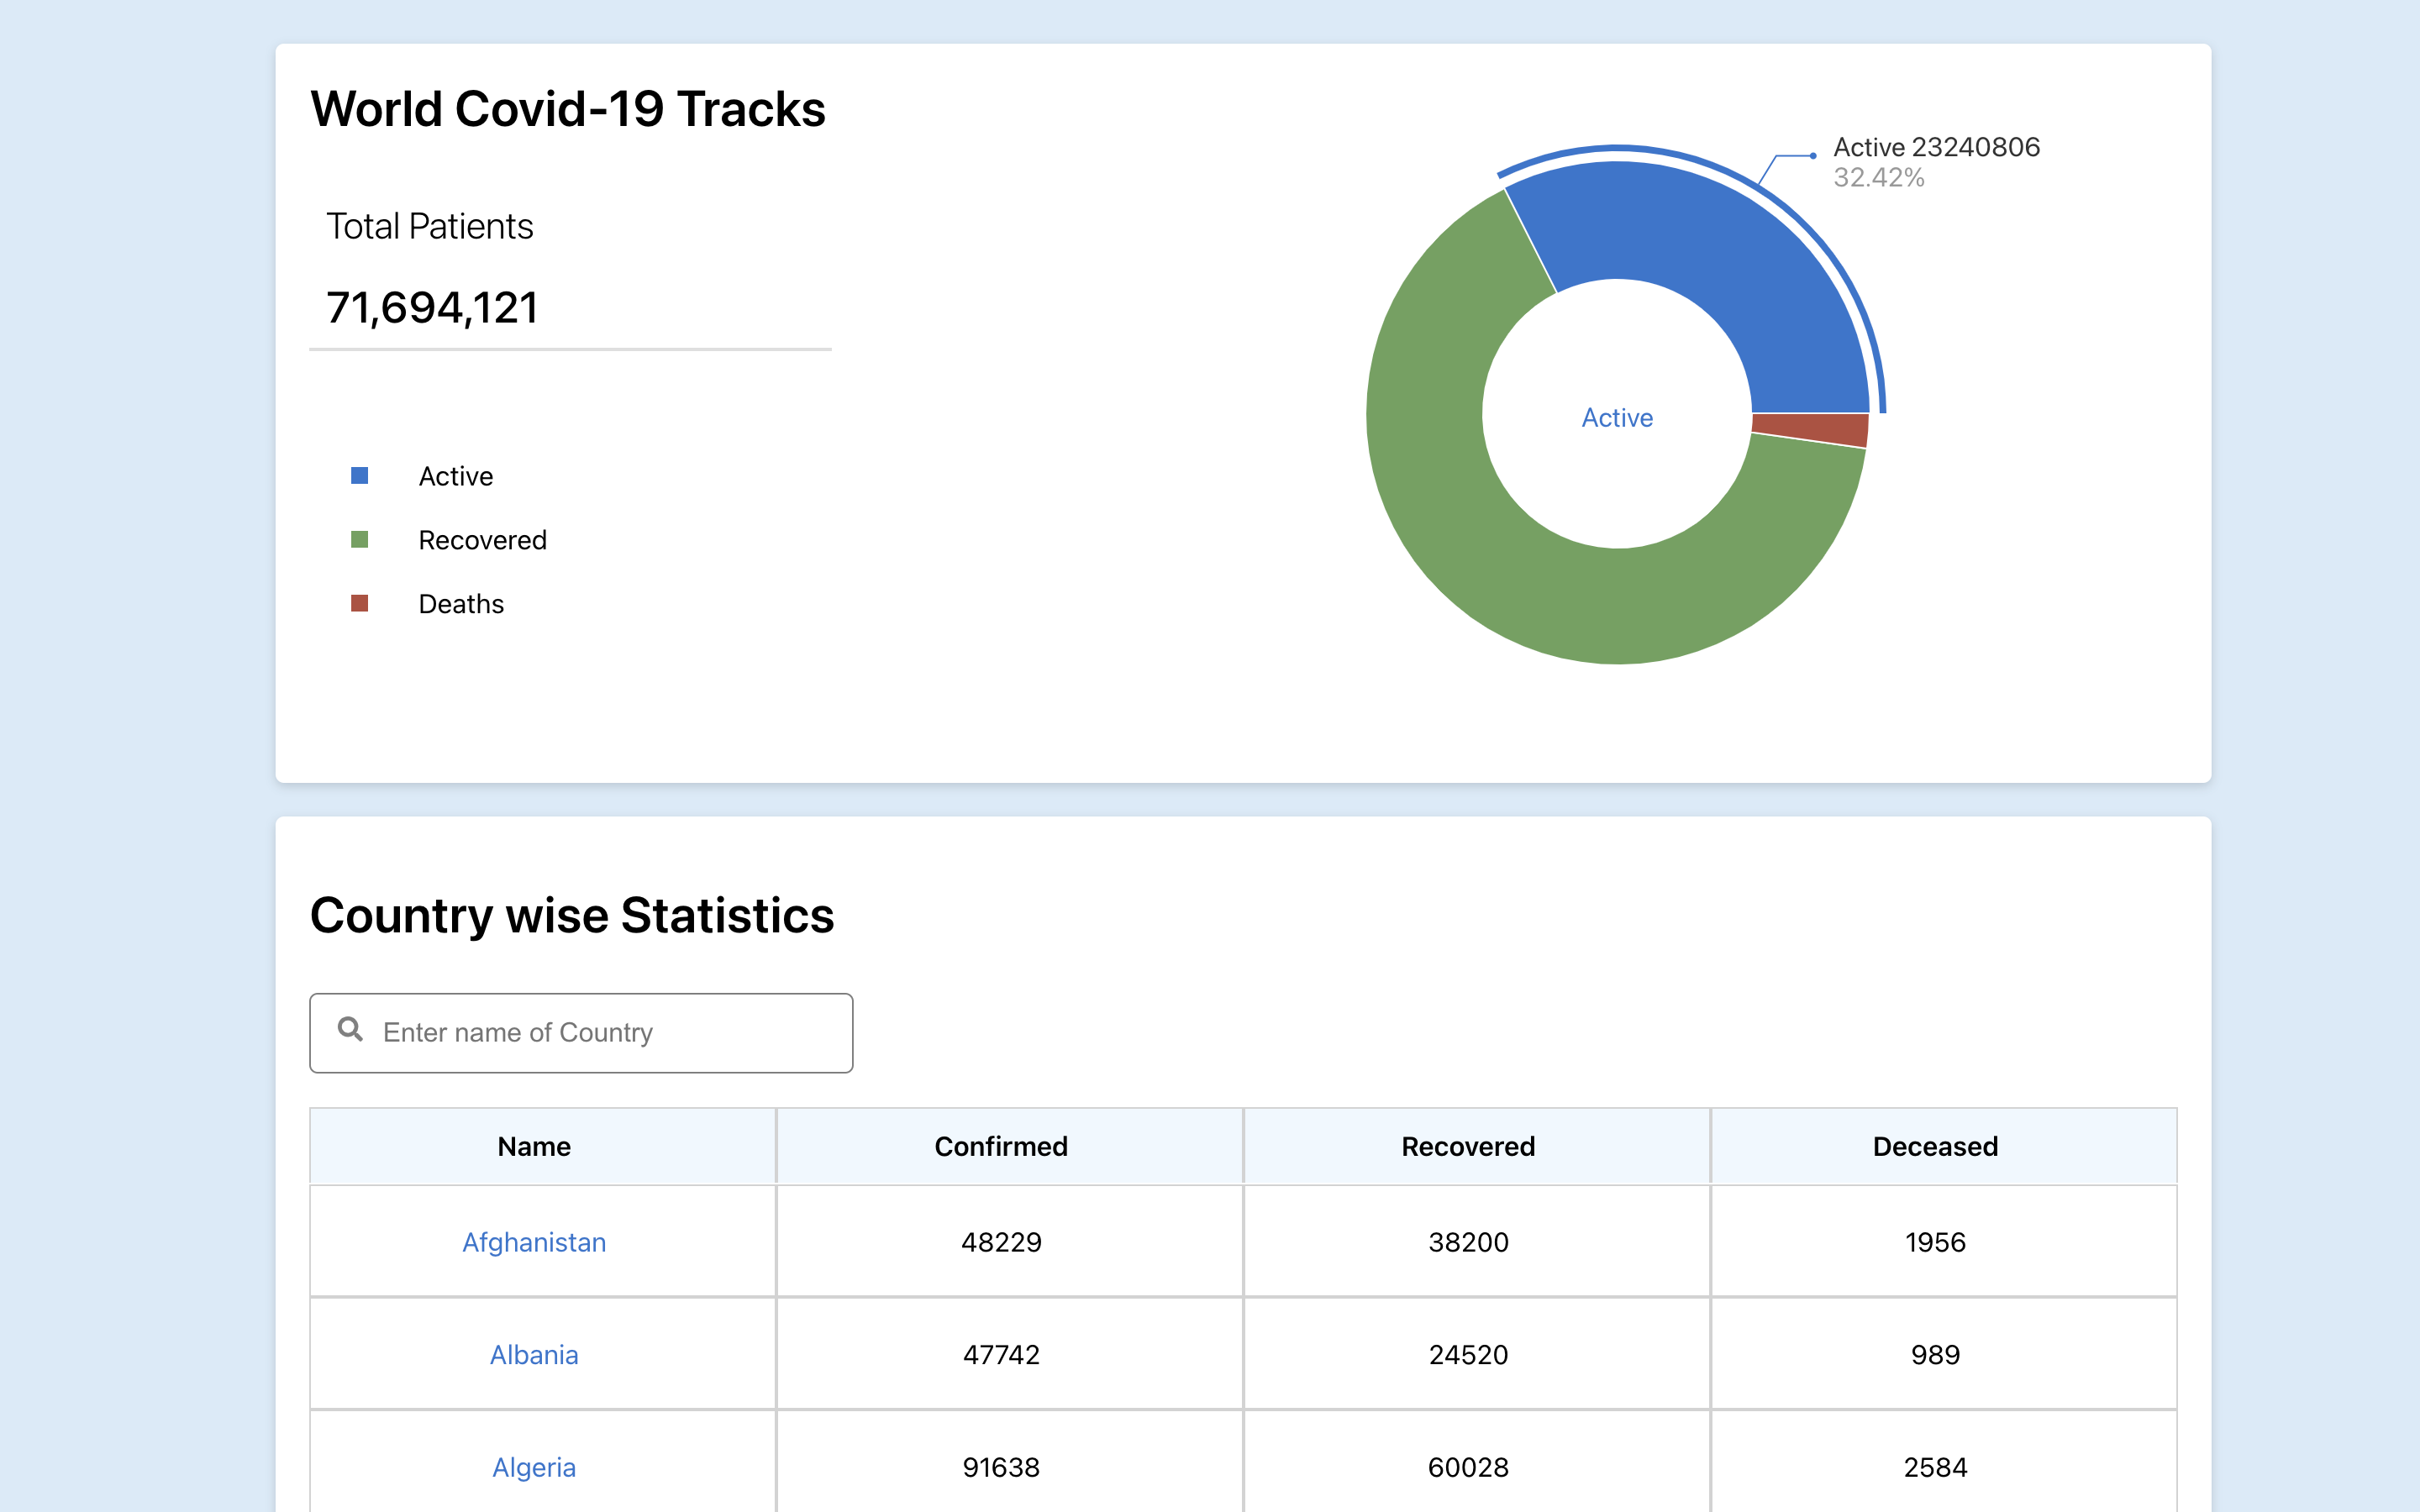 World Covid-19 Tracks
Total Patients
71,694,121
Active
Recovered
Deaths
Active 23240806
32.42%
Active
Country wise Statistics
Enter name of Country
Name Confirmed Recovered Deceased
Afghanistan 48229 38200 1956
Albania 47742 24520 989
Algeria 91638 60028 2584